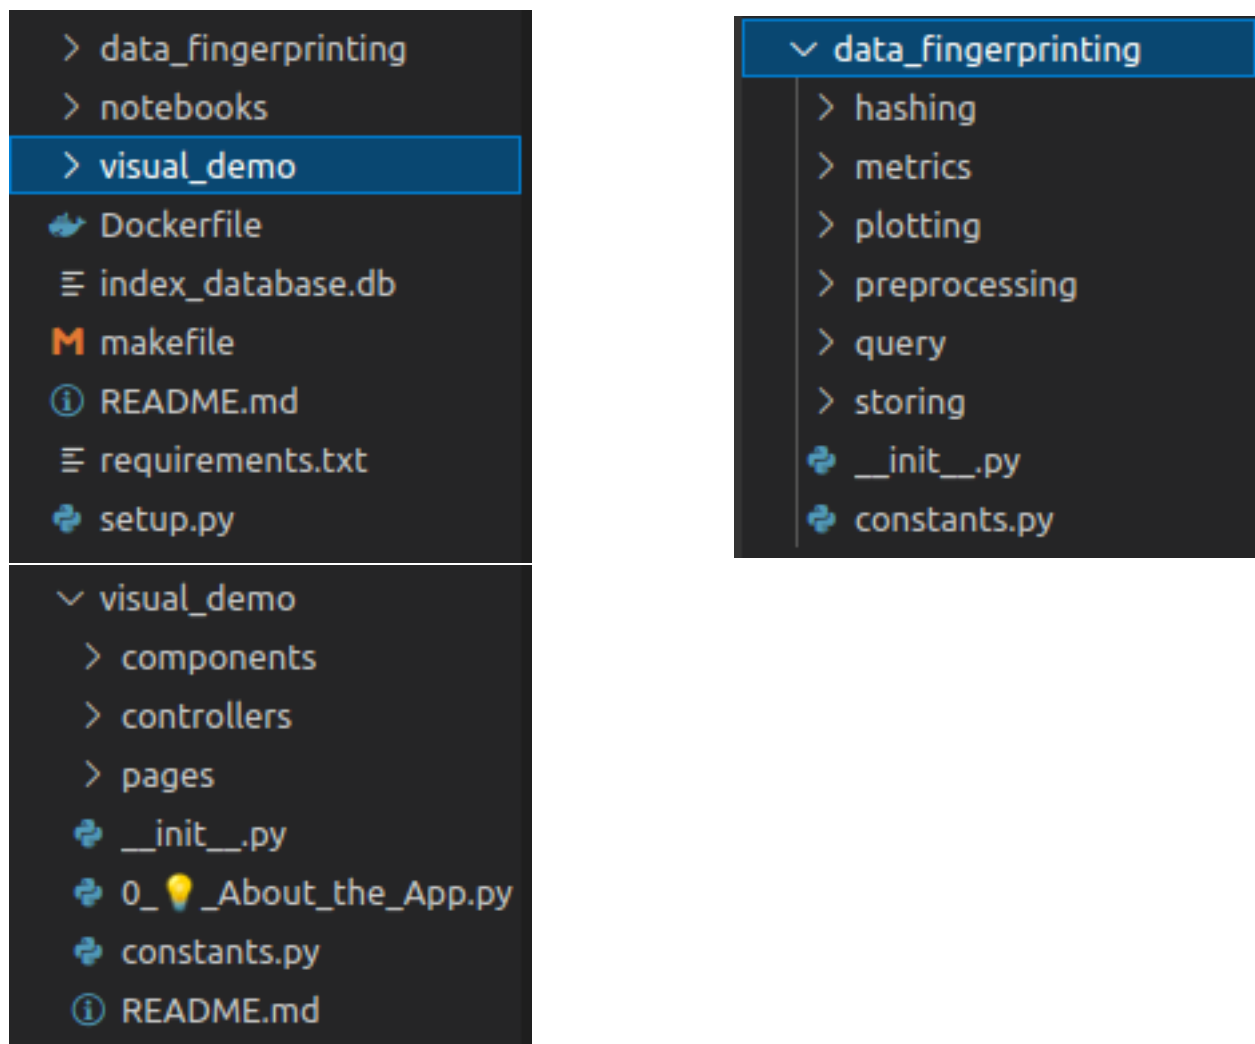 data_fingerprinting
notebooks
visual_demo
Dockerfile
index_database.db
makefile
README.md
requirements.txt
setup.py
data_fingerprinting
hashing
metrics
plotting
preprocessing
query
storing
__init__.py
constants.py
visual_demo
components
controllers
pages
__init__.py
0_💡_About_the_App.py
constants.py
README.md